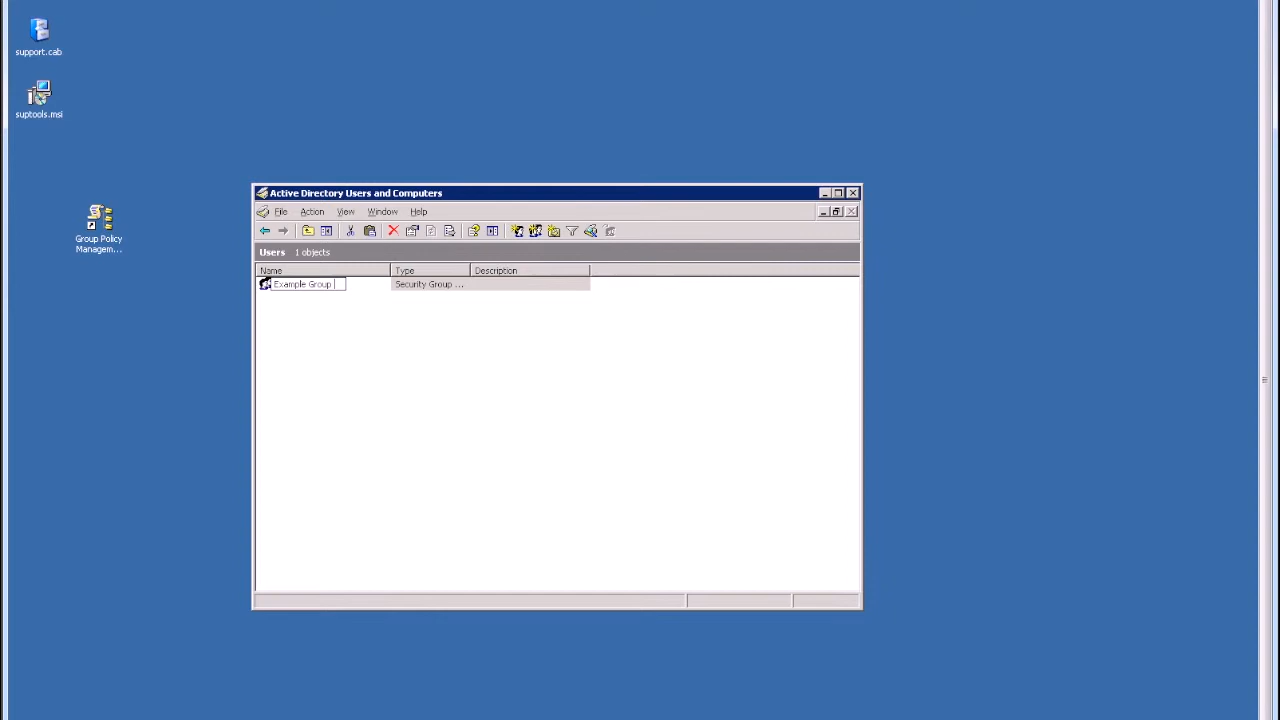 support.cab
suptools.msi
Group Policy
Managem...
Active Directory Users and Computers
File Action View Window Help
Users 1 objects
Name Type Description
Example Group Security Group ...